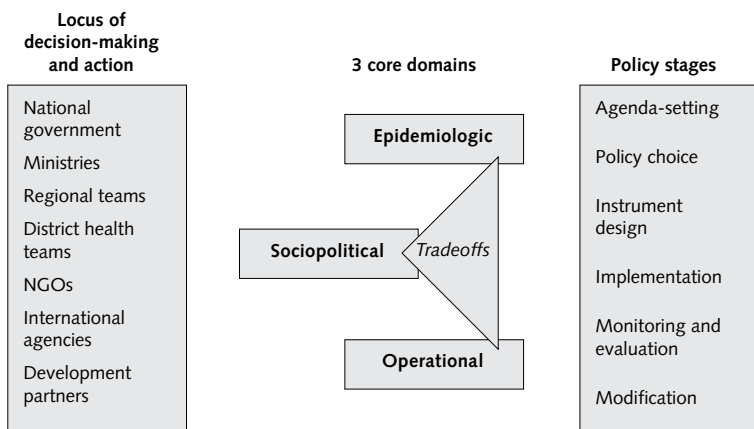 Locus of
decision-making
and action
National
government
Ministries
Regional teams
District health
teams
NGOs
International
agencies
Development
partners
3 core domains
Epidemiologic
Sociopolitical
Tradeoffs
Operational
Policy stages
Agenda-setting
Policy choice
Instrument
design
Implementation
Monitoring and
evaluation
Modification